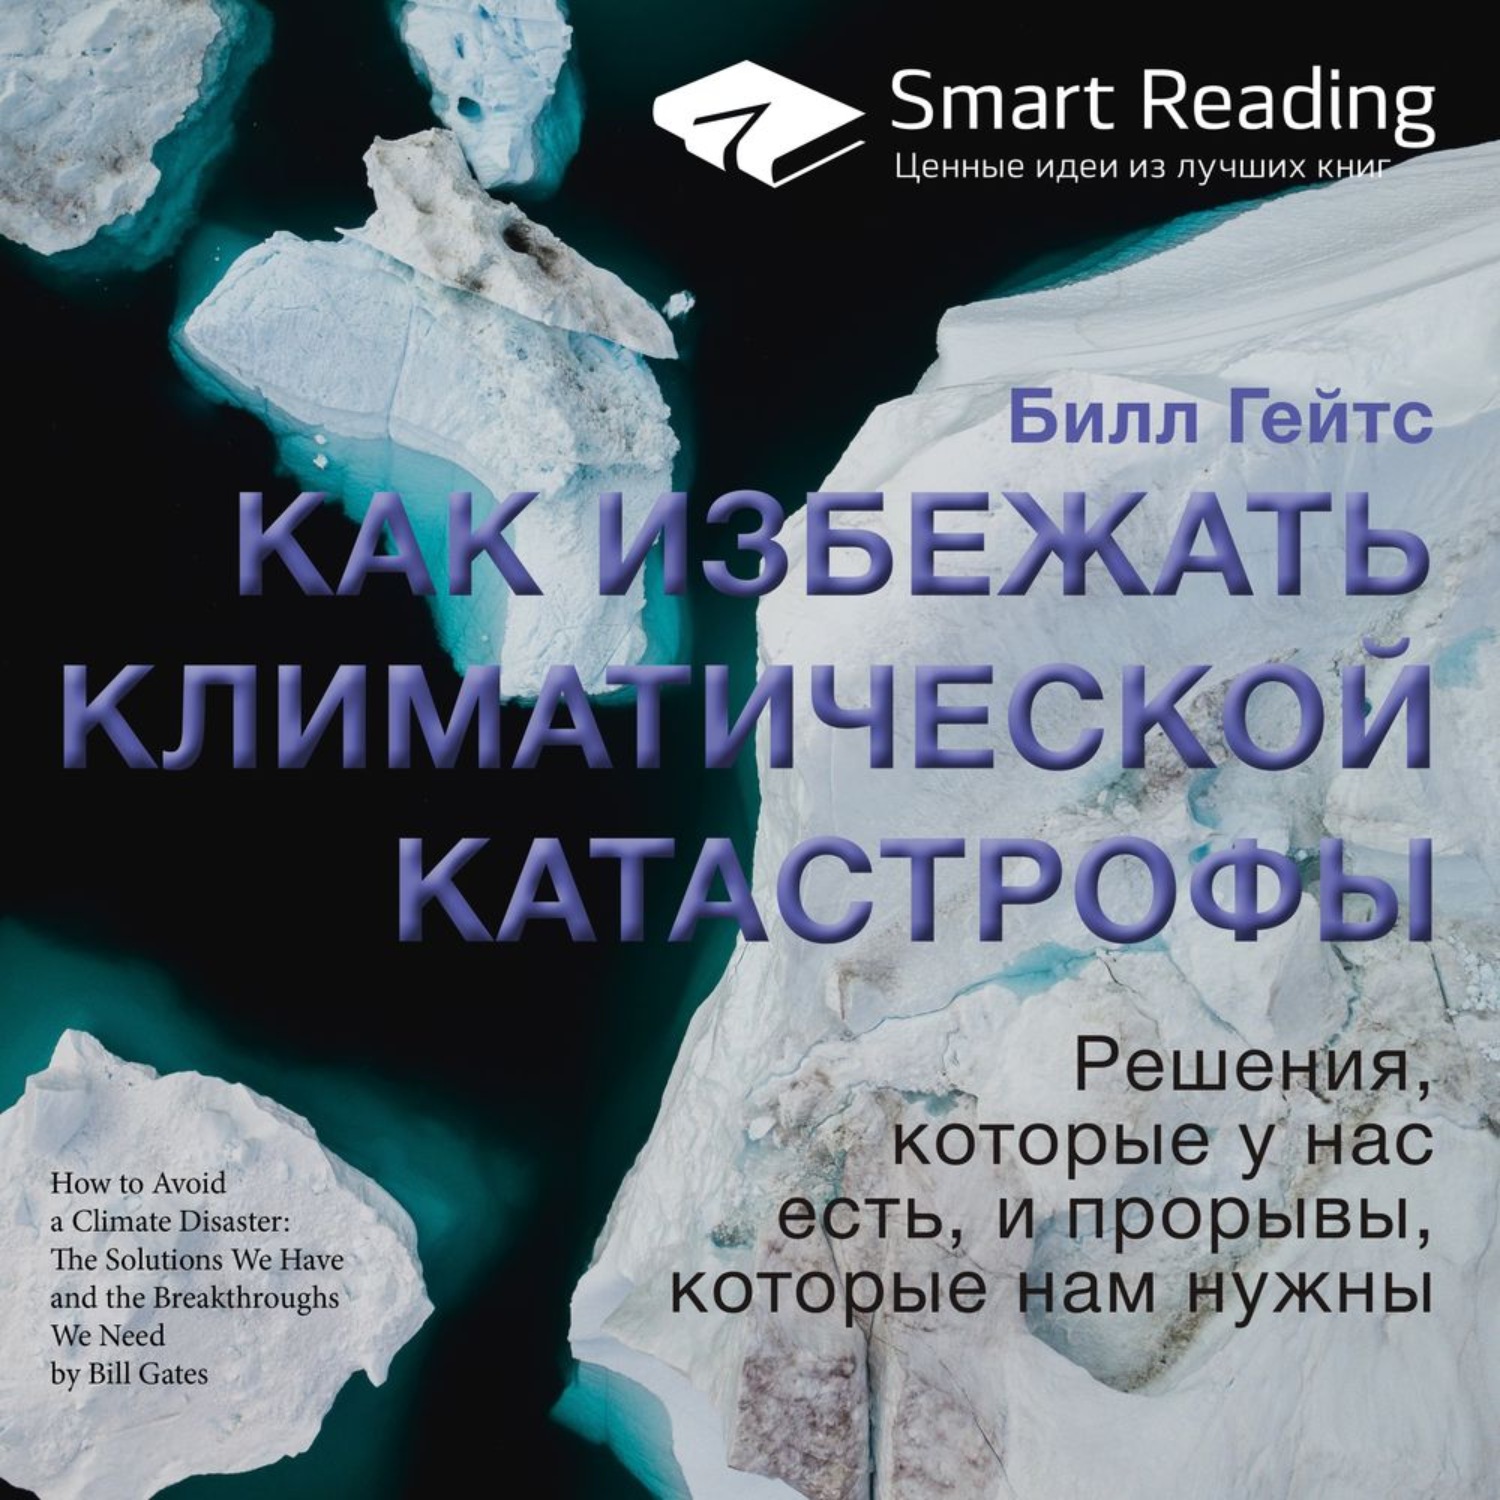 Smart Reading
Ценные идеи из лучших книг
Билл Гейтс
КАК ИЗБЕЖАТЬ
КЛИМАТИЧЕСКОЙ
КАТАСТРОФЫ
Решения,
которые у нас
есть, и прорывы,
которые нам нужны
How to Avoid
a Climate Disaster:
The Solutions We Have
and the Breakthroughs
We Need
by Bill Gates